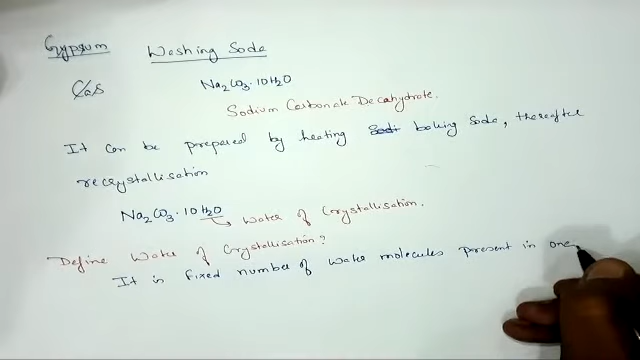 Gypsum Washing Soda
CaS Na2CO3.10H2O
Sodium Carbonate Decahydrate.
It can be prepared by heating baking Soda, thereafter
recrystallisation
Na2CO3.10H2O → Water of Crystallisation.
Define Water of Crystallisation?
It is fixed number of water molecules present in one